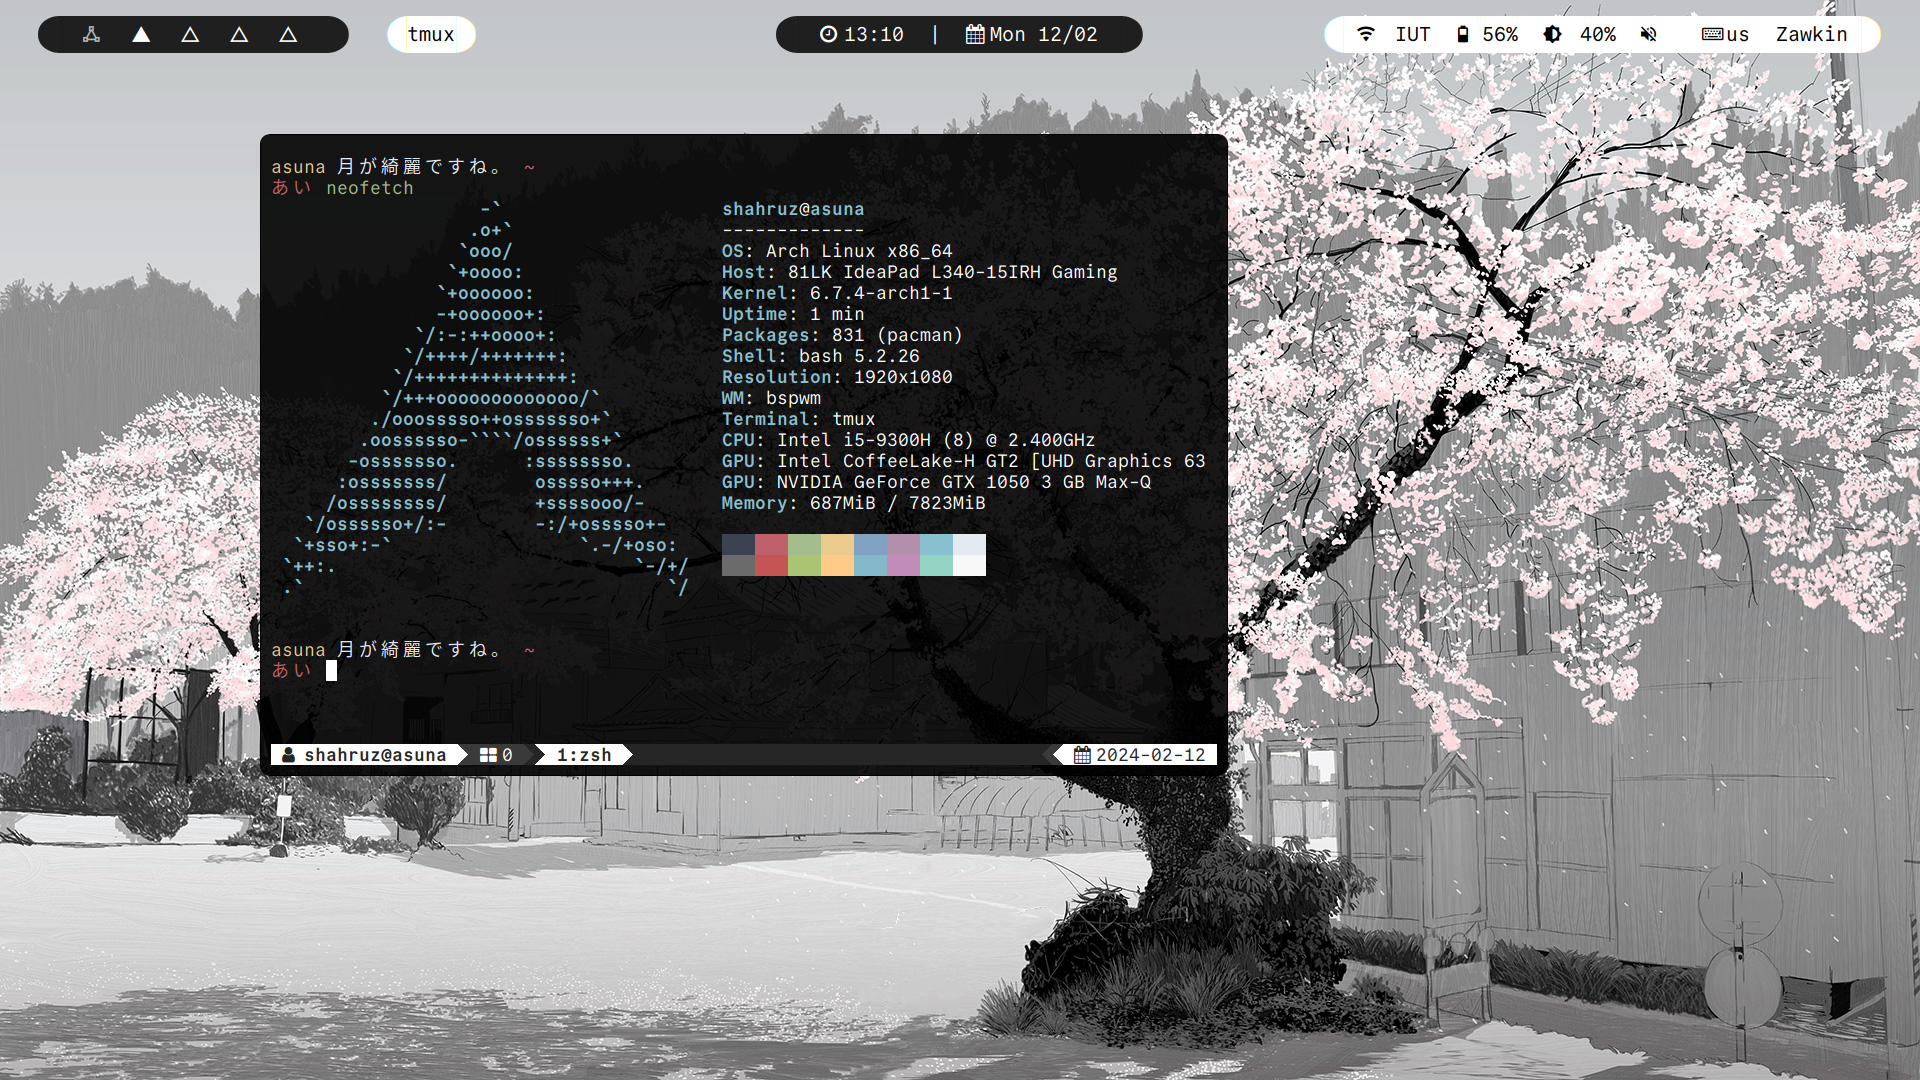 tmux
13:10 | Mon 12/02
IUT 56% 40% us Zawkin
asuna 月が綺麗ですね。 ~
あい neofetch
-`
.o+`
`ooo/
`+oooo:
`+oooooo:
-+oooooo+:
`/:-:++oooo+:
`/++++/+++++++:
`/++++++++++++++:
`/+++ooooooooooooo/`
./ooosssso++osssssso+`
.oossssso-````/ossssss+`
-osssssso. :ssssssso.
:osssssss/ osssso+++.
/ossssssss/ +ssssooo/-
`/ossssso+/:- -:/+osssso+-
`+sso+:-` `.-/+oso:
`++:. `-/+/
.` `/
shahruz@asuna
-------------
OS: Arch Linux x86_64
Host: 81LK IdeaPad L340-15IRH Gaming
Kernel: 6.7.4-arch1-1
Uptime: 1 min
Packages: 831 (pacman)
Shell: bash 5.2.26
Resolution: 1920x1080
WM: bspwm
Terminal: tmux
CPU: Intel i5-9300H (8) @ 2.400GHz
GPU: Intel CoffeeLake-H GT2 [UHD Graphics 63
GPU: NVIDIA GeForce GTX 1050 3 GB Max-Q
Memory: 687MiB / 7823MiB
asuna 月が綺麗ですね。 ~
あい
shahruz@asuna 0 1:zsh 2024-02-12